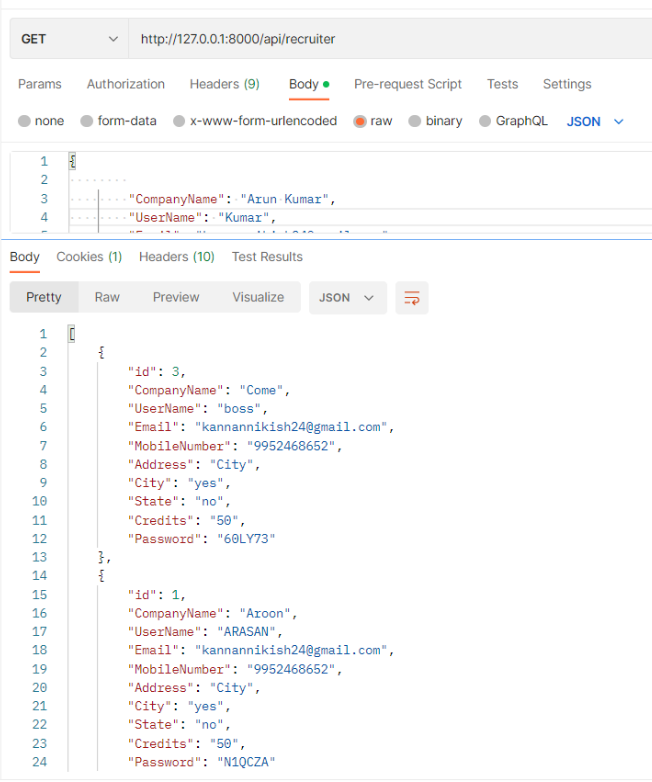 GET http://127.0.0.1:8000/api/recruiter
Params Authorization Headers (9) Body Pre-request Script Tests Settings
none form-data x-www-form-urlencoded raw binary GraphQL JSON
1 {
2
3 "CompanyName": "Arun Kumar",
4 "UserName": "Kumar",
Body Cookies (1) Headers (10) Test Results
Pretty Raw Preview Visualize JSON
1 [
2 {
3 "id": 3,
4 "CompanyName": "Come",
5 "UserName": "boss",
6 "Email": "kannannikish24@gmail.com",
7 "MobileNumber": "9952468652",
8 "Address": "City",
9 "City": "yes",
10 "State": "no",
11 "Credits": "50",
12 "Password": "60LY73"
13 },
14 {
15 "id": 1,
16 "CompanyName": "Aroon",
17 "UserName": "ARASAN",
18 "Email": "kannannikish24@gmail.com",
19 "MobileNumber": "9952468652",
20 "Address": "City",
21 "City": "yes",
22 "State": "no",
23 "Credits": "50",
24 "Password": "N1QCZA"